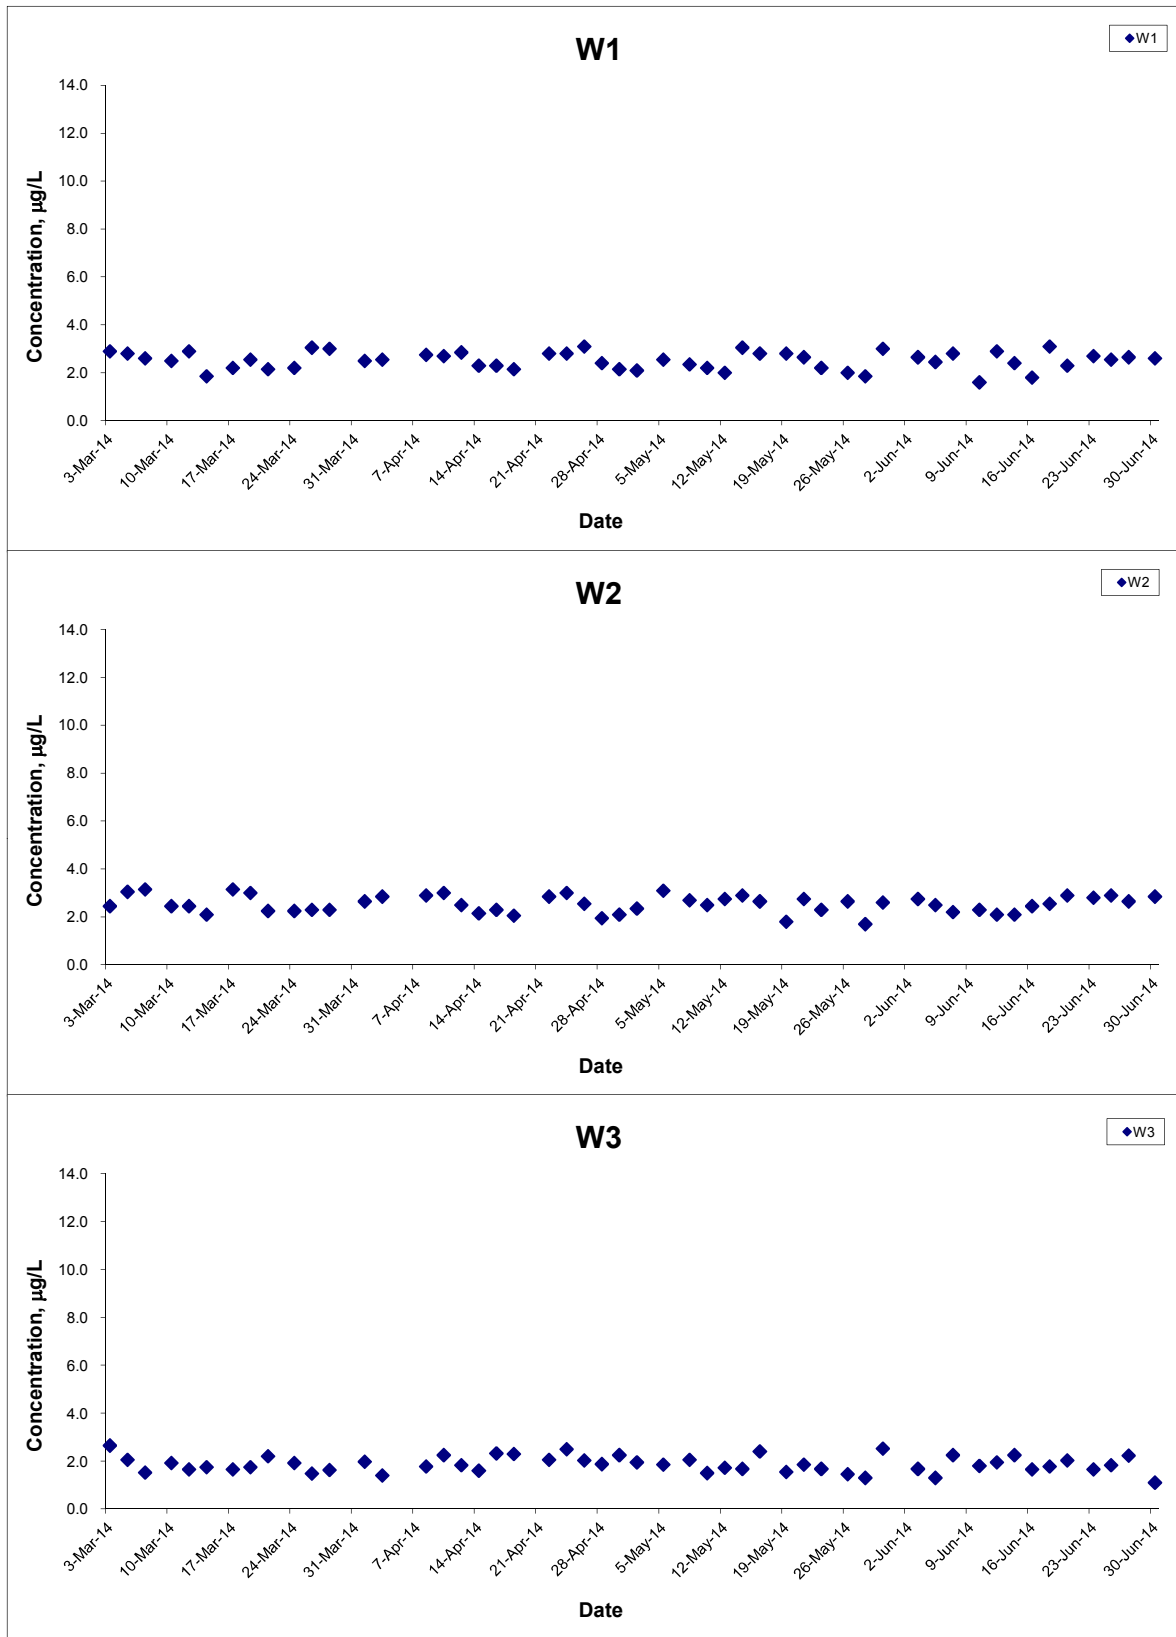 W1
W1
14.0
12.0
10.0
8.0
6.0
4.0
2.0
0.0
Concentration, µg/L
3-Mar-14
10-Mar-14
17-Mar-14
24-Mar-14
31-Mar-14
7-Apr-14
14-Apr-14
21-Apr-14
28-Apr-14
5-May-14
12-May-14
19-May-14
26-May-14
2-Jun-14
9-Jun-14
16-Jun-14
23-Jun-14
30-Jun-14
Date
W2
W2
14.0
12.0
10.0
8.0
6.0
4.0
2.0
0.0
Concentration, µg/L
3-Mar-14
10-Mar-14
17-Mar-14
24-Mar-14
31-Mar-14
7-Apr-14
14-Apr-14
21-Apr-14
28-Apr-14
5-May-14
12-May-14
19-May-14
26-May-14
2-Jun-14
9-Jun-14
16-Jun-14
23-Jun-14
30-Jun-14
Date
W3
W3
14.0
12.0
10.0
8.0
6.0
4.0
2.0
0.0
Concentration, µg/L
3-Mar-14
10-Mar-14
17-Mar-14
24-Mar-14
31-Mar-14
7-Apr-14
14-Apr-14
21-Apr-14
28-Apr-14
5-May-14
12-May-14
19-May-14
26-May-14
2-Jun-14
9-Jun-14
16-Jun-14
23-Jun-14
30-Jun-14
Date